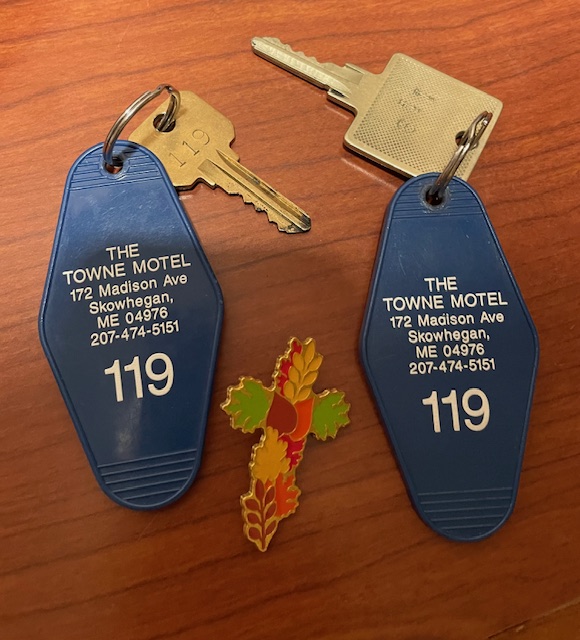 119
THE
TOWNE MOTEL
172 Madison Ave
Skowhegan,
ME 04976
207-474-5151
119
THE
TOWNE MOTEL
172 Madison Ave
Skowhegan,
ME 04976
207-474-5151
119